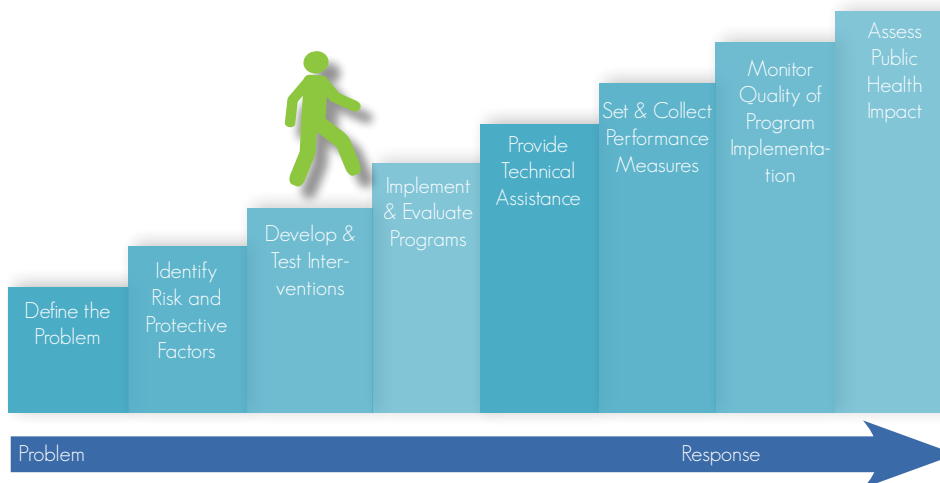 Define the
Problem
Identify
Risk and
Protective
Factors
Develop &
Test Inter-
ventions
Implement
& Evaluate
Programs
Provide
Technical
Assistance
Set & Collect
Performance
Measures
Monitor
Quality of
Program
Implementa-
tion
Assess
Public
Health
Impact
Problem
Response